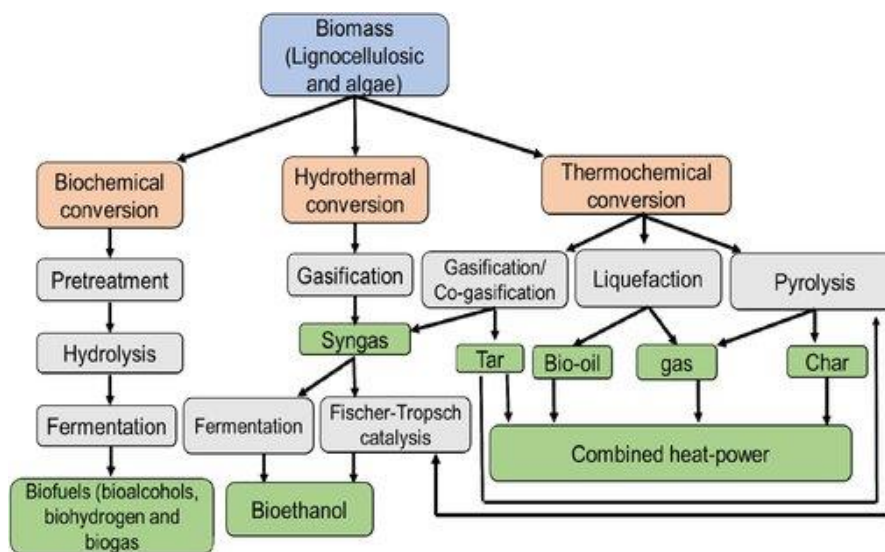 Biomass
(Lignocellulosic
and algae)
Biochemical
conversion
Hydrothermal
conversion
Thermochemical
conversion
Pretreatment
Gasification
Gasification/
Co-gasification
Liquefaction
Pyrolysis
Hydrolysis
Syngas
Tar
Bio-oil
gas
Char
Fermentation
Fermentation
Fischer-Tropsch
catalysis
Combined heat-power
Biofuels (bioalcohols,
biohydrogen and
biogas
Bioethanol